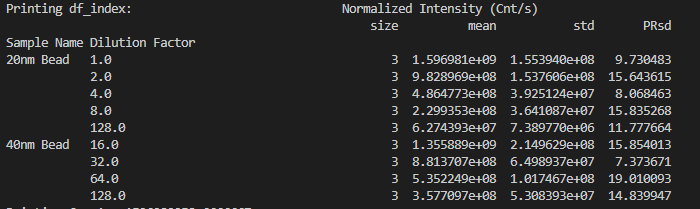 Printing df_index:                               Normalized Intensity (Cnt/s)
                                    size          mean           std      PRsd
Sample Name Dilution Factor
20nm Bead   1.0                        3  1.596981e+09  1.553940e+08  9.730483
            2.0                        3  9.828969e+08  1.537606e+08 15.643615
            4.0                        3  4.864773e+08  3.925124e+07  8.068463
            8.0                        3  2.299353e+08  3.641087e+07 15.835268
            128.0                      3  6.274393e+07  7.389770e+06 11.777664
40nm Bead   16.0                       3  1.355889e+09  2.149629e+08 15.854013
            32.0                       3  8.813707e+08  6.498937e+07  7.373671
            64.0                       3  5.352249e+08  1.017467e+08 19.010093
            128.0                      3  3.577097e+08  5.308393e+07 14.839947